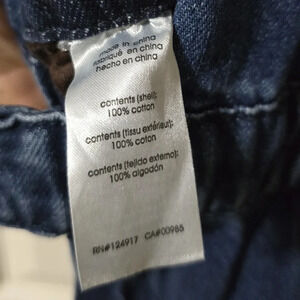 made in china
fabriqué en china
hecho en china
contents (shell):
100% cotton
contents (tissu extérieur):
100% coton
contents (tejido externo):
100% algodón
RN#124917 CA#00985